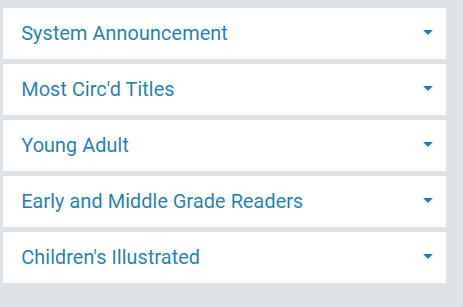 System Announcement
Most Circ'd Titles
Young Adult
Early and Middle Grade Readers
Children's Illustrated